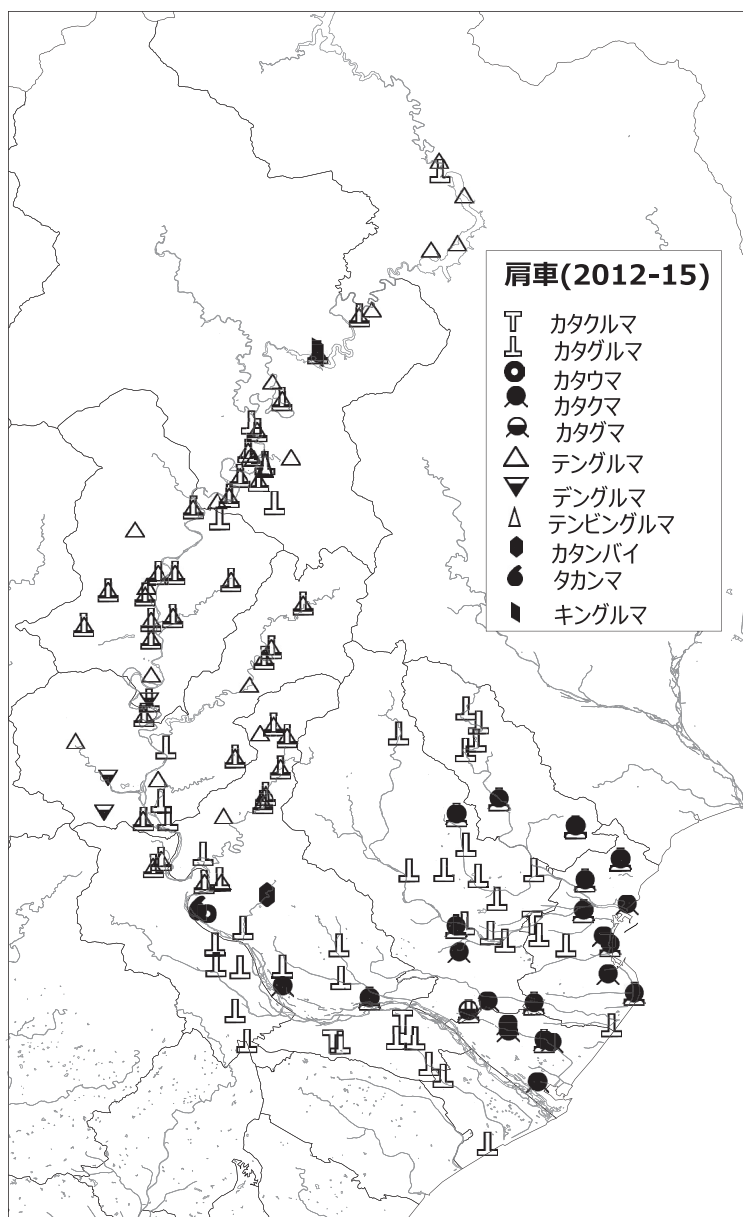 肩車(2012-15)
カタクルマ
カタグルマ
カタウマ
カタクマ
カタグマ
テングルマ
デングルマ
テンビングルマ
カタンバイ
タカンマ
キングルマ